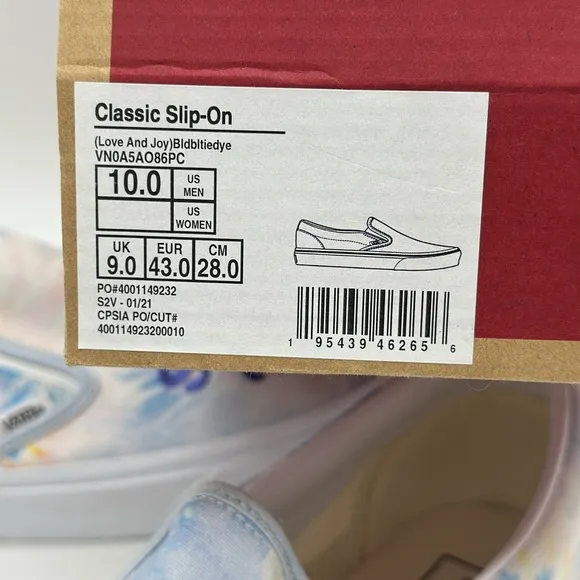 Classic Slip-On
(Love And Joy)Bldbltiedye
VN0A5AO86PC
10.0 US MEN
US WOMEN
UK 9.0 EUR 43.0 CM 28.0
PO#4001149232
S2V - 01/21
CPSIA PO/CUT#
400114923200010
1 95439 46265 6